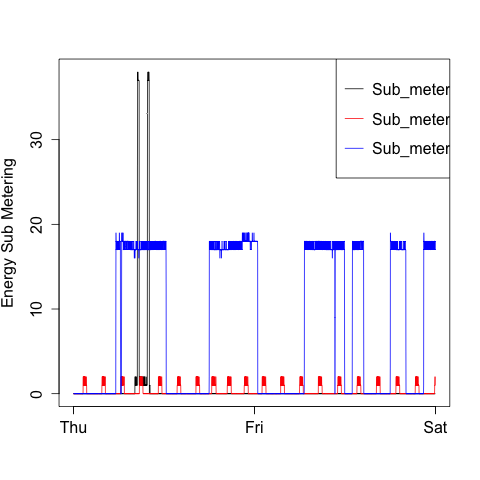 Energy Sub Metering
30
20
10
0
Sub_meter
Sub_meter
Sub_meter
Thu Fri Sat